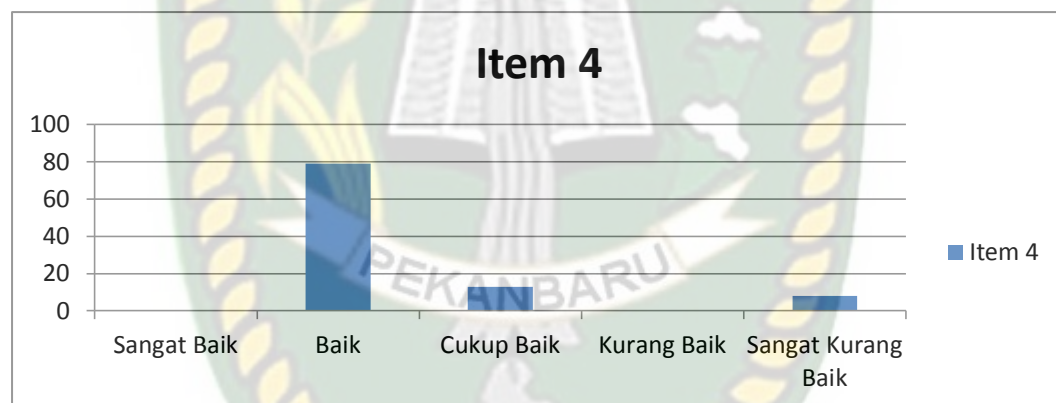 Item 4
100
80
60
40
20
0
Sangat Baik
Baik
Cukup Baik
Kurang Baik
Sangat Kurang
Baik
Item 4
PEKANBARU